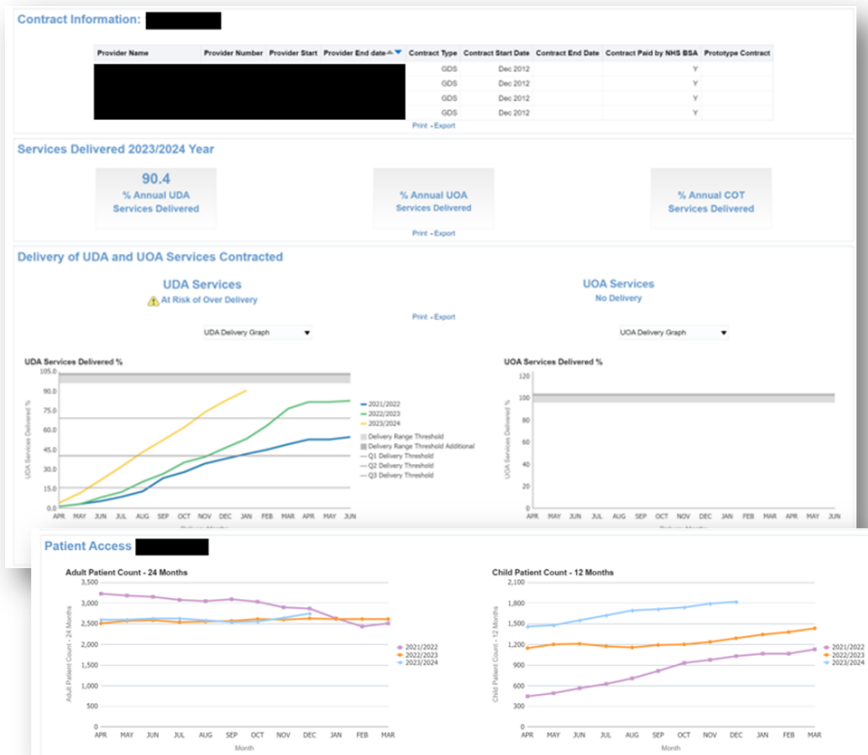 Contract Information:
Provider Name Provider Number Provider Start Provider End date Contract Type Contract Start Date Contract End Date Contract Paid by NHS BSA Prototype Contract
GDS Dec 2012 Y
GDS Dec 2012 Y
GDS Dec 2012 Y
GDS Dec 2012 Y
Print - Export
Services Delivered 2023/2024 Year
90.4
% Annual UDA
Services Delivered
% Annual UOA
Services Delivered
% Annual COT
Services Delivered
Print - Export
Delivery of UDA and UOA Services Contracted
UDA Services
At Risk of Over Delivery
UOA Services
No Delivery
Print - Export
UDA Delivery Graph
UOA Delivery Graph
UDA Services Delivered %
UDA Services Delivered %
105.0
90.0
75.0
60.0
45.0
30.0
15.0
0.0
APR MAY JUN JUL AUG SEP OCT NOV DEC JAN FEB MAR APR MAY JUN
2021/2022
2022/2023
2023/2024
Delivery Range Threshold
Delivery Range Threshold Additional
Q1 Delivery Threshold
Q2 Delivery Threshold
Q3 Delivery Threshold
UOA Services Delivered %
UOA Services Delivered %
120
100
80
60
40
20
0
APR MAY JUN JUL AUG SEP OCT NOV DEC JAN FEB MAR APR MAY JUN
Patient Access
Adult Patient Count - 24 Months
Adult Patient Count - 24 Months
3,500
3,000
2,500
2,000
1,500
1,000
500
0
APR MAY JUN JUL AUG SEP OCT NOV DEC JAN FEB MAR
Month
2021/2022
2022/2023
2023/2024
Child Patient Count - 12 Months
Child Patient Count - 12 Months
2,100
1,800
1,500
1,200
900
600
300
0
APR MAY JUN JUL AUG SEP OCT NOV DEC JAN FEB MAR
Month
2021/2022
2022/2023
2023/2024